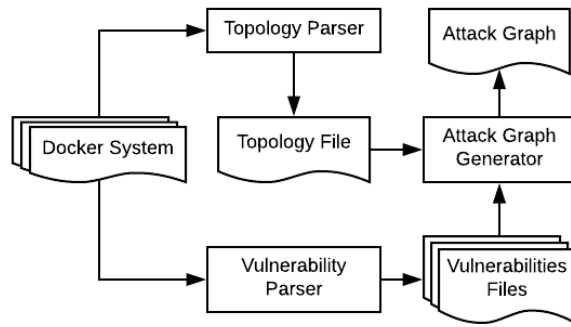 Topology Parser
Attack Graph
Docker System
Topology File
Attack Graph
Generator
Vulnerability
Parser
Vulnerabilities
Files